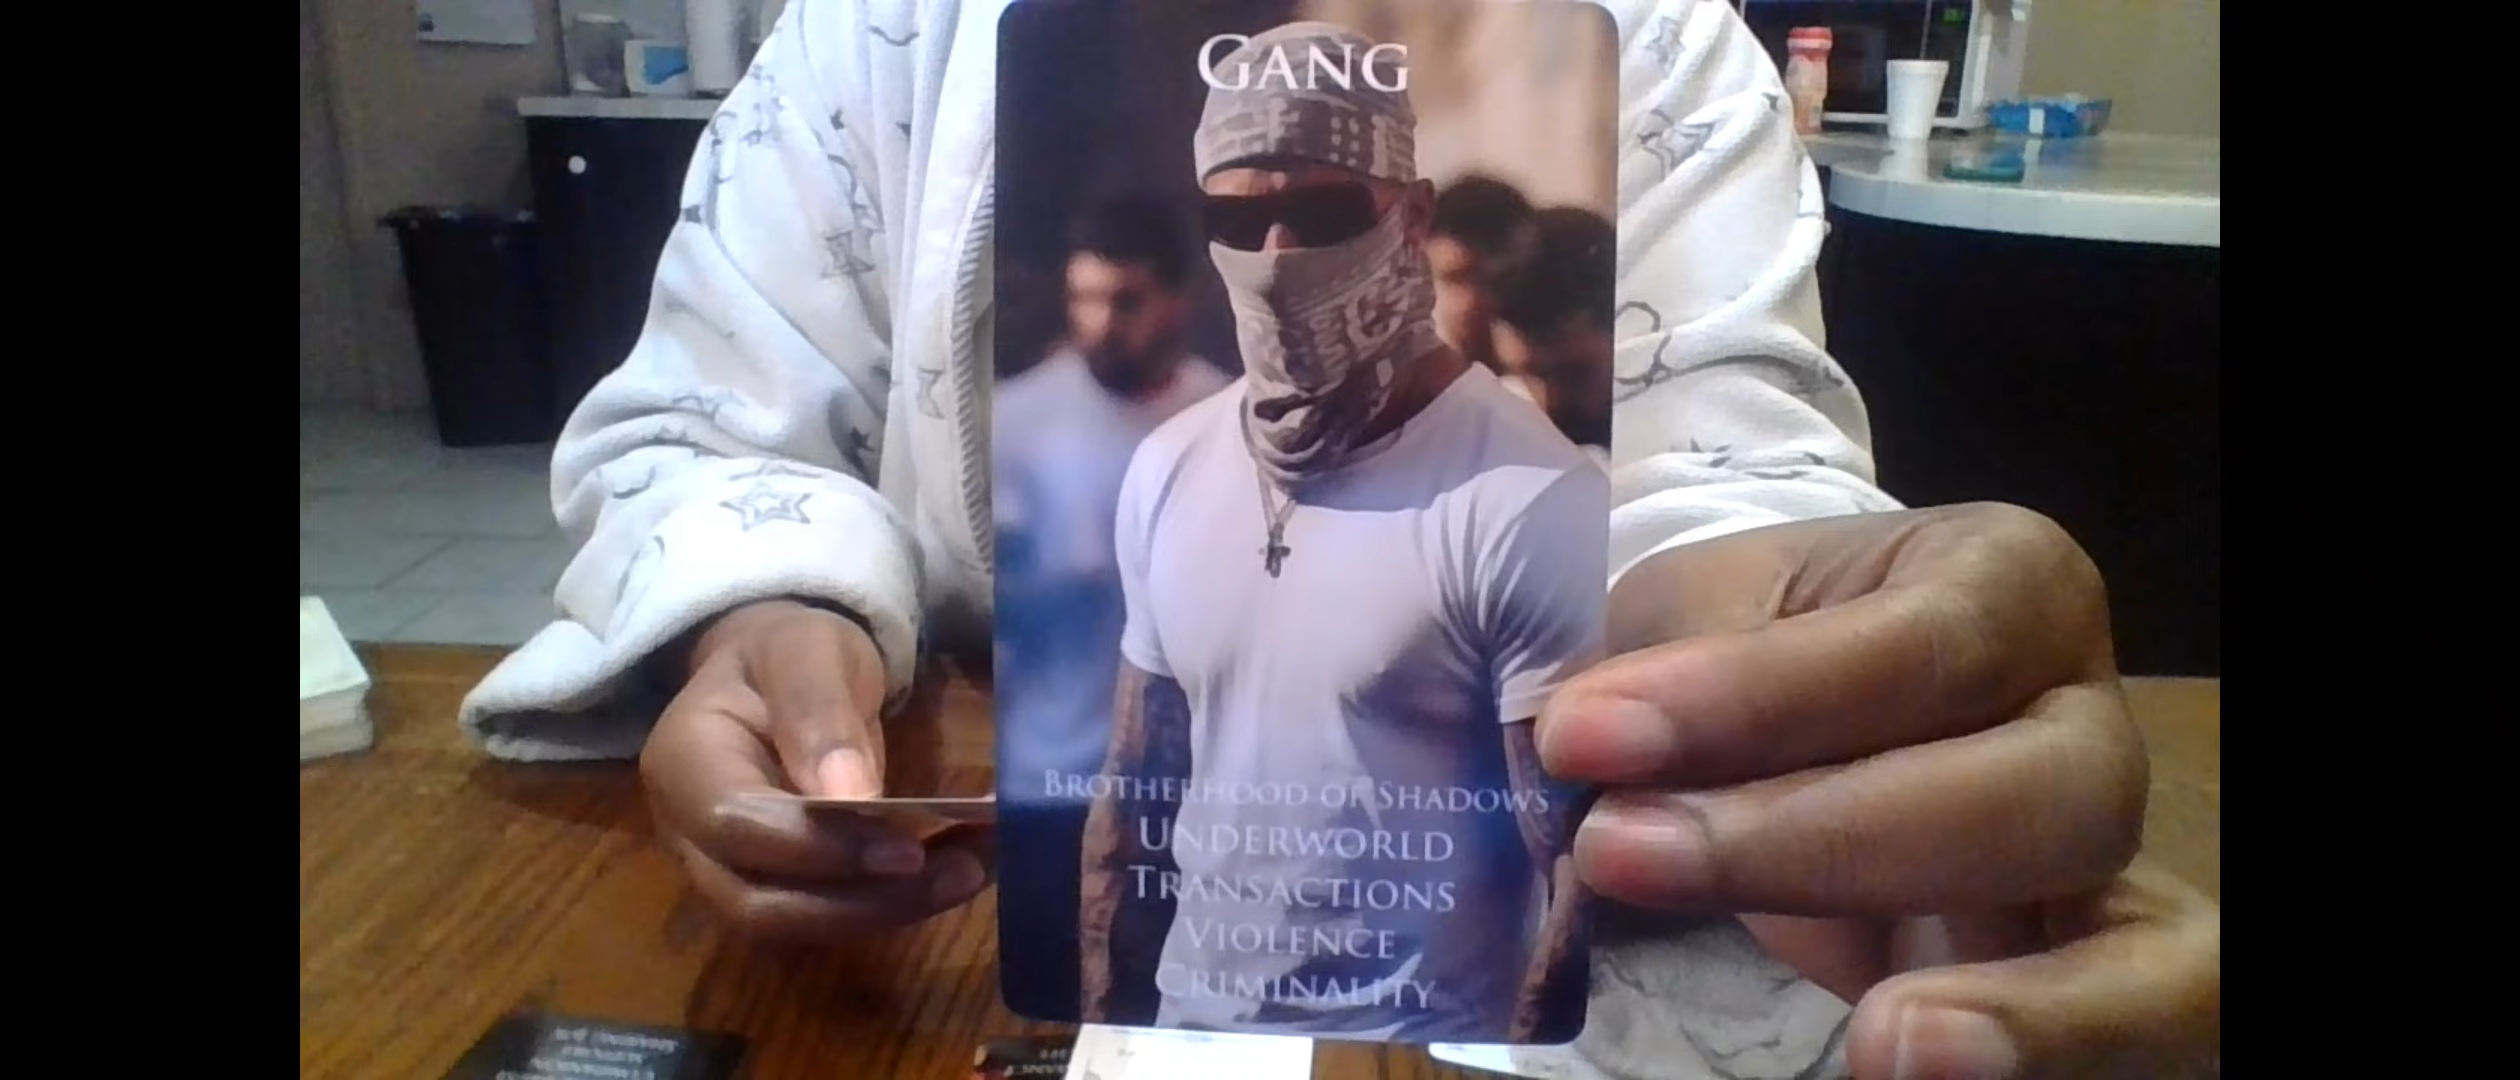 GANG
BROTHERHOOD OF SHADOWS
UNDERWORLD
TRANSACTIONS
VIOLENCE
CRIMINALITY